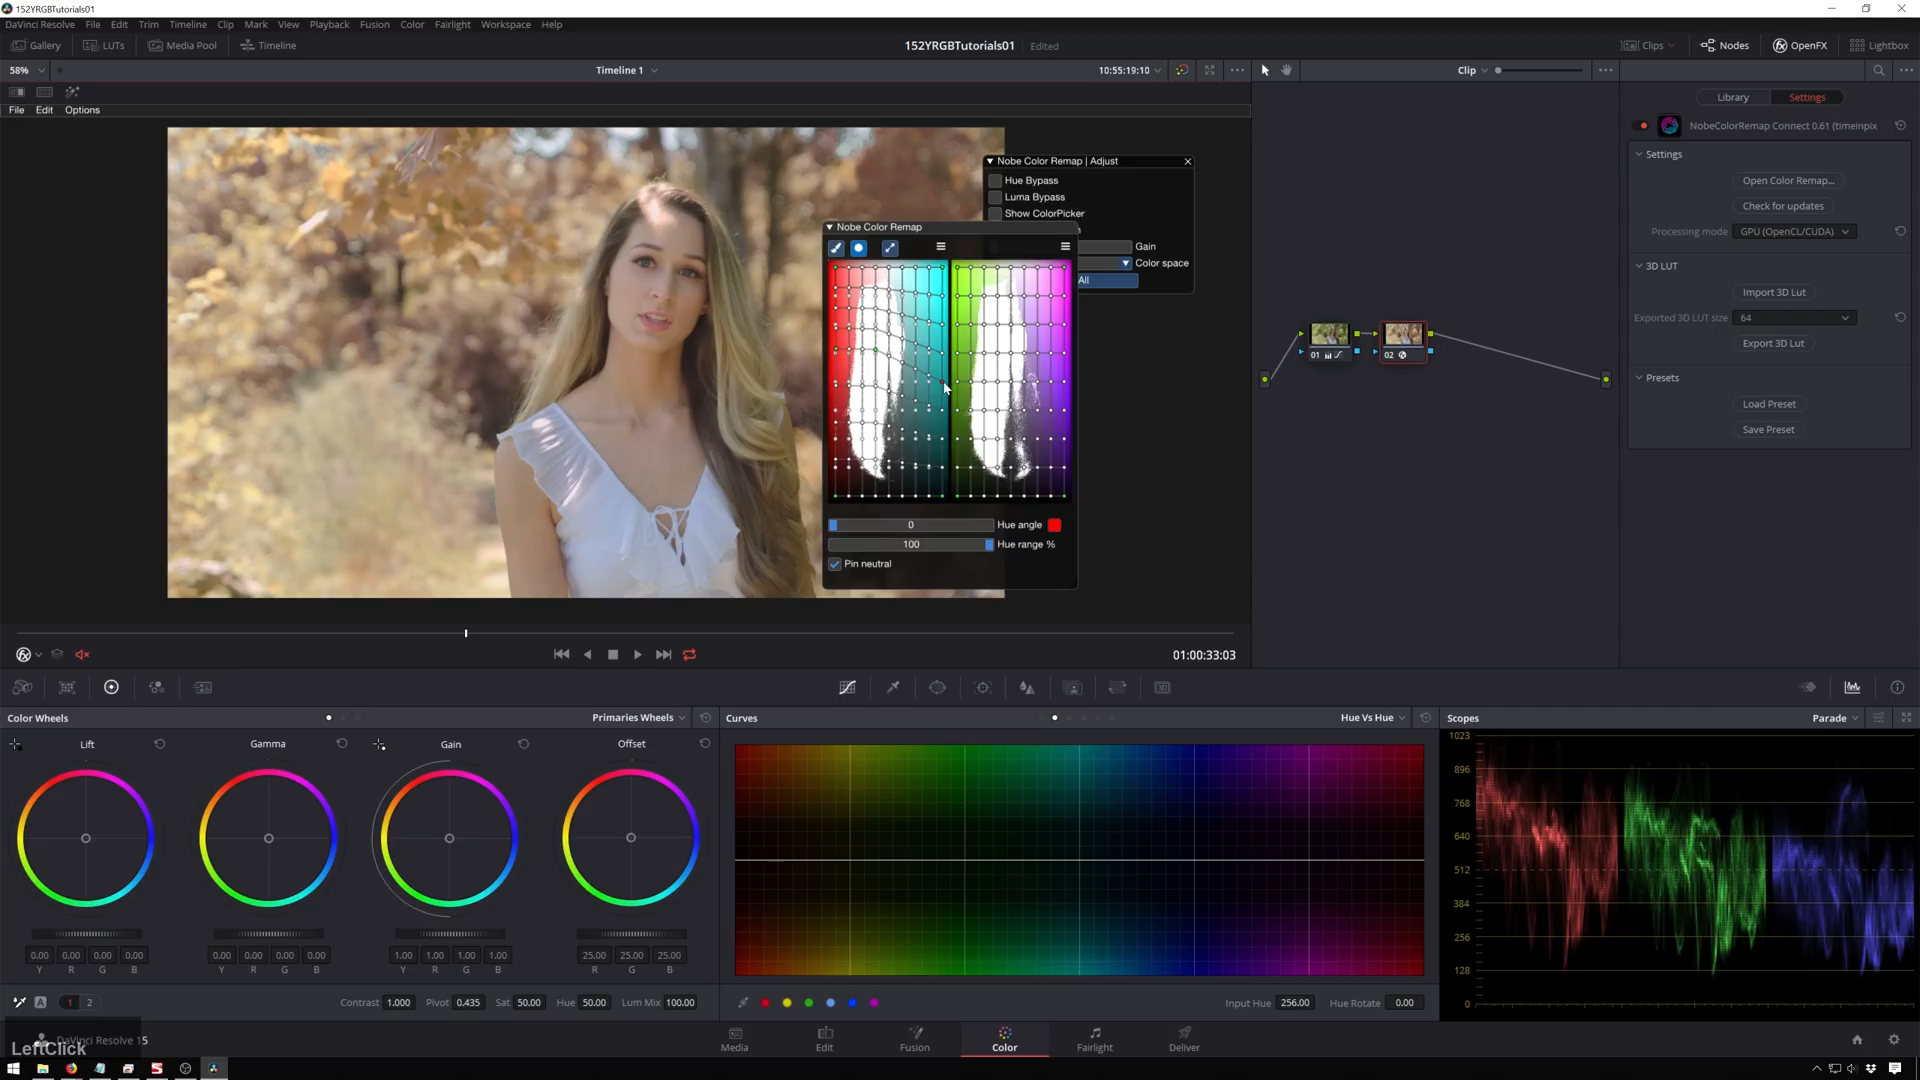 152YRGBTutorials01
DaVinci Resolve File Edit Trim Timeline Clip Mark View Playback Fusion Color Fairlight Workspace Help
Gallery LUTs Media Pool Timeline 152YRGBTutorials01 Edited Clips Nodes OpenFX Lightbox
58% Timeline 1 10:55:19:10 Clip
Library Settings
File Edit Options
NobeColorRemap Connect 0.61 (timeinpix
Settings
Open Color Remap...
Check for updates
Processing mode GPU (OpenCL/CUDA)
3D LUT
Import 3D Lut
Exported 3D LUT size 64
Export 3D Lut
Presets
Load Preset
Save Preset
Nobe Color Remap | Adjust
Hue Bypass
Luma Bypass
Show ColorPicker
Gain
Color space
All
Nobe Color Remap
0 Hue angle
100 Hue range %
Pin neutral
01 02
01:00:33:03
Color Wheels Primaries Wheels
Lift Gamma Gain Offset
0.00 0.00 0.00 0.00 0.00 0.00 0.00 0.00 1.00 1.00 1.00 1.00 25.00 25.00 25.00
Y R G B Y R G B Y R G B R G B
A 1 2 Contrast 1.000 Pivot 0.435 Sat 50.00 Hue 50.00 Lum Mix 100.00
Curves Hue Vs Hue
Input Hue 256.00 Hue Rotate 0.00
Scopes Parade
1023
896
768
640
512
384
256
128
0
DaVinci Resolve 15
LeftClick
Media Edit Fusion Color Fairlight Deliver